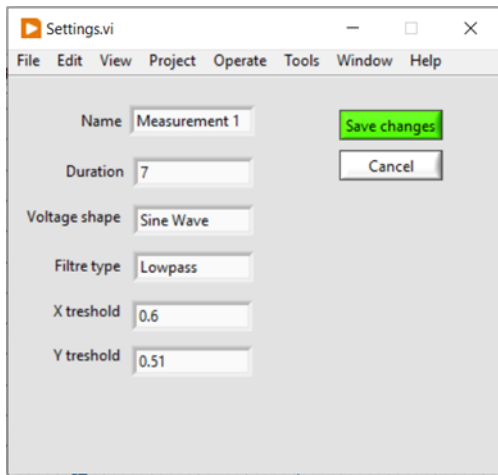 Settings.vi
File Edit View Project Operate Tools Window Help
Name Measurement 1
Save changes
Duration 7
Cancel
Voltage shape Sine Wave
Filtre type Lowpass
X treshold 0.6
Y treshold 0.51